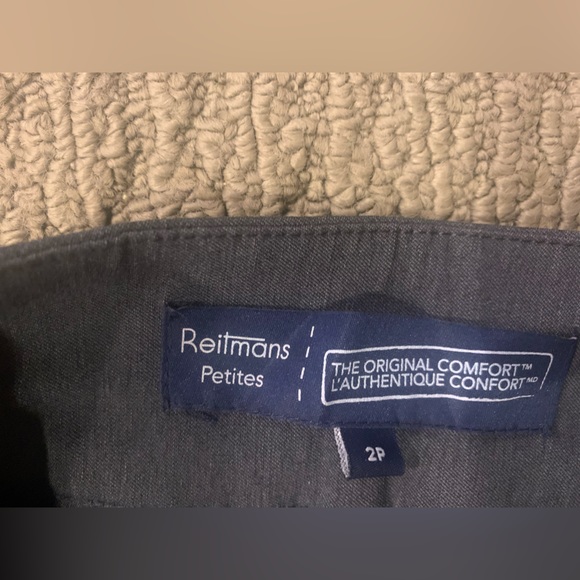 Reitmans
Petites
THE ORIGINAL COMFORT™
L'AUTHENTIQUE CONFORT MD
2P